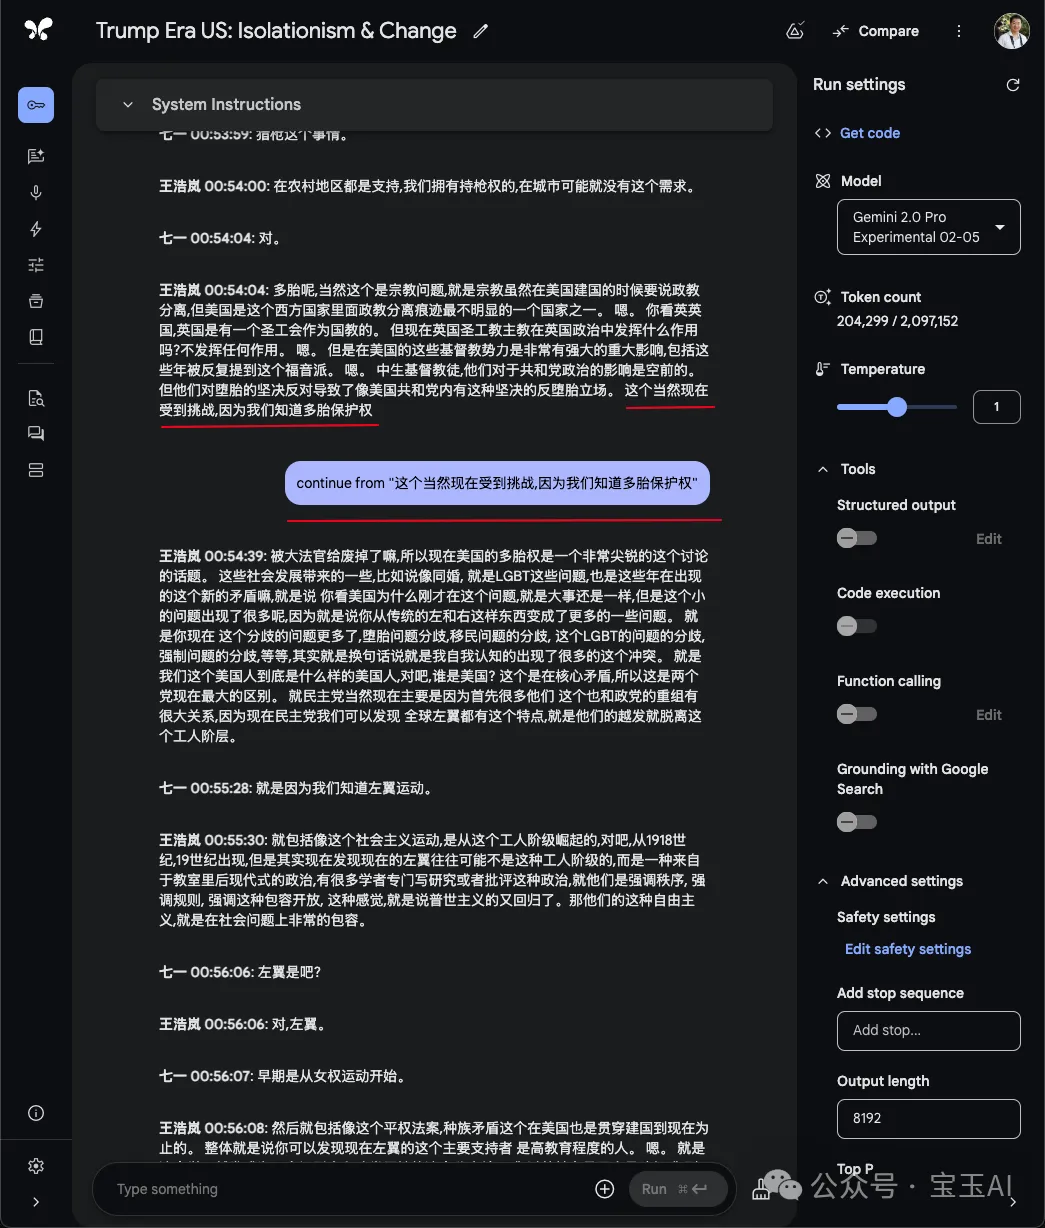 Trump Era US: Isolationism & Change
Compare
System Instructions
七一 00:53:59: 猎枪这个事情。
王浩岚 00:54:00: 在农村地区都是支持,我们拥有持枪权的,在城市可能就没有这个需求。
七一 00:54:04: 对。
王浩岚 00:54:04: 多胎呢,当然这个是宗教问题,就是宗教虽然在美国建国的时候要说政教
分离,但美国是这个西方国家里面政教分离痕迹最不明显的一个国家之一。 嗯。 你看英英
国,英国是有一个圣工会作为国教的。 但现在英国圣工教主教在英国政治中发挥什么作用
吗?不发挥任何作用。 嗯。 但是在美国的这些基督教势力是非常有强大的重大影响,包括这
些年被反复提到这个福音派。 嗯。 中生基督教徒,他们对于共和党政治的影响是空前的。
但他们对堕胎的坚决反对导致了像美国共和党内有这种坚决的反堕胎立场。 这个当然现在
受到挑战,因为我们知道多胎保护权
continue from "这个当然现在受到挑战,因为我们知道多胎保护权"
王浩岚 00:54:39: 被大法官给废掉了嘛,所以现在美国的多胎权是一个非常尖锐的这个讨论
的话题。 这些社会发展带来的一些,比如说像同婚, 就是LGBT这些问题,也是这些年在出现
的这个新的矛盾嘛,就是说 你看美国为什么刚才在这个问题,就是大事还是一样,但是这个小
的问题出现了很多呢,因为就是说你从传统的左和右这样东西变成了更多的一些问题。 就
是你现在 这个分歧的问题更多了,堕胎问题分歧,移民问题的分歧, 这个LGBT的问题的分歧,
强制问题的分歧,等等,其实就是换句话说就是我自我认知的出现了很多的这个冲突。 就是
我们这个美国人到底是什么样的美国人,对吧,谁是美国? 这个是在核心矛盾,所以这是两个
党现在最大的区别。 就民主党当然现在主要是因为首先很多他们 这个也和政党的重组有
很大关系,因为现在民主党我们可以发现 全球左翼都有这个特点,就是他们的越发就脱离这
个工人阶层。
七一 00:55:28: 就是因为我们知道左翼运动。
王浩岚 00:55:30: 就包括像这个社会主义运动,是从这个工人阶级崛起的,对吧,从1918世
纪,19世纪出现,但是其实现在发现现在的左翼往往可能不是这种工人阶级的,而是一种来自
于教室里后现代式的政治,有很多学者专门写研究或者批评这种政治,就他们是强调秩序, 强
调规则, 强调这种包容开放, 这种感觉,就是说普世主义的又回归了。那他们的这种自由主
义,就是在社会问题上非常的包容。
七一 00:56:06: 左翼是吧?
王浩岚 00:56:06: 对,左翼。
七一 00:56:07: 早期是从女权运动开始。
王浩岚 00:56:08: 然后就包括像这个平权法案,种族矛盾这个在美国也是贯穿建国到现在为
止的。 整体就是说你可以发现现在左翼的这个主要支持者 是高教育程度的人。 嗯。 就是
Type something
Run ⌘ ↵
Run settings
Get code
Model
Gemini 2.0 Pro
Experimental 02-05
Token count
204,299 / 2,097,152
Temperature
1
Tools
Structured output
Edit
Code execution
Function calling
Edit
Grounding with Google
Search
Advanced settings
Safety settings
Edit safety settings
Add stop sequence
Add stop...
Output length
8192
Top P
公众号 · 宝玉AI